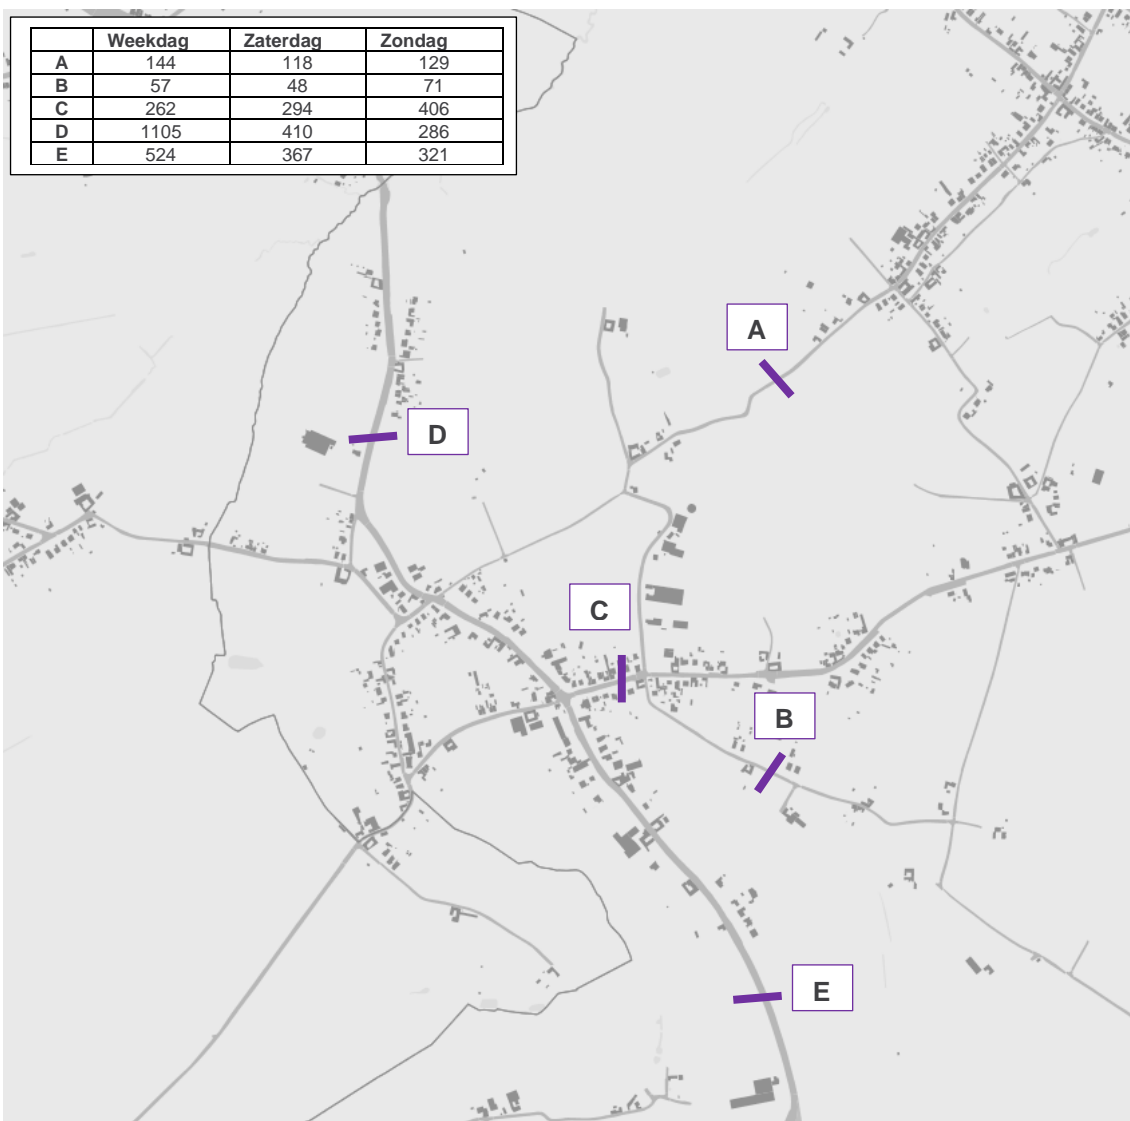 Weekdag Zaterdag Zondag
A 144 118 129
B 57 48 71
C 262 294 406
D 1105 410 286
E 524 367 321
A
D
C
B
E